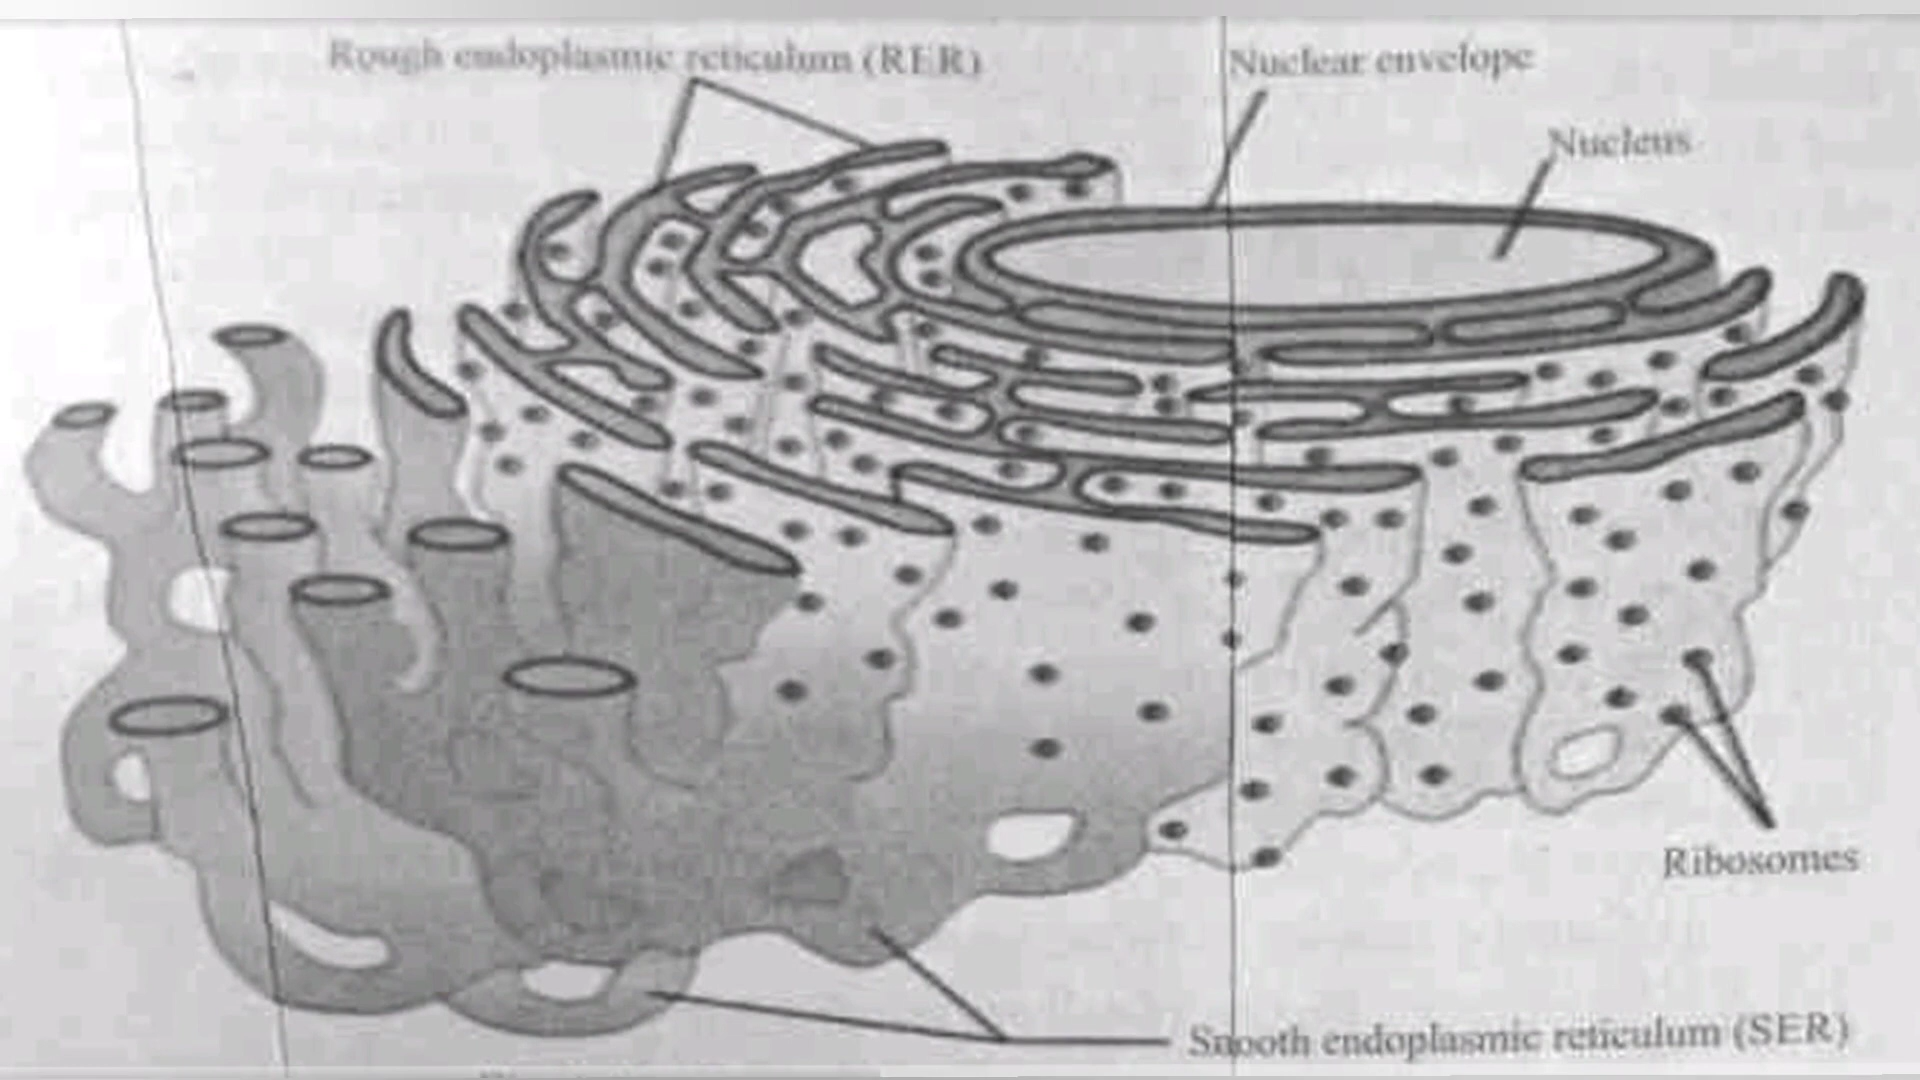 Rough endoplasmic reticulum (RER)
Nuclear envelope
Nucleus
Ribosomes
Smooth endoplasmic reticulum (SER)